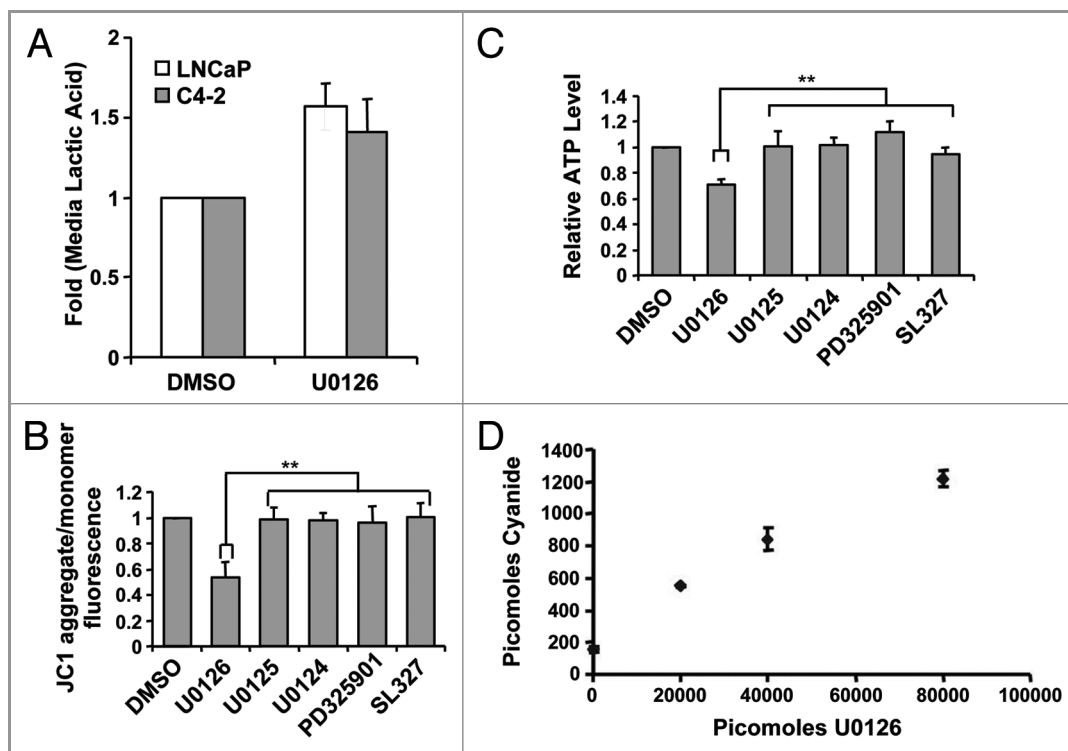 A
Fold (Media Lactic Acid)
2
1.5
1
0.5
0
LNCaP
C4-2
DMSO
U0126
B
JC1 aggregate/monomer
fluorescence
1.2
1
0.8
0.6
0.4
0.2
0
**
DMSO
U0126
U0125
U0124
PD325901
SL327
C
Relative ATP Level
1.4
1.2
1
0.8
0.6
0.4
0.2
0
**
DMSO
U0126
U0125
U0124
PD325901
SL327
D
Picomoles Cyanide
1400
1200
1000
800
600
400
200
0
0
20000
40000
60000
80000
100000
Picomoles U0126